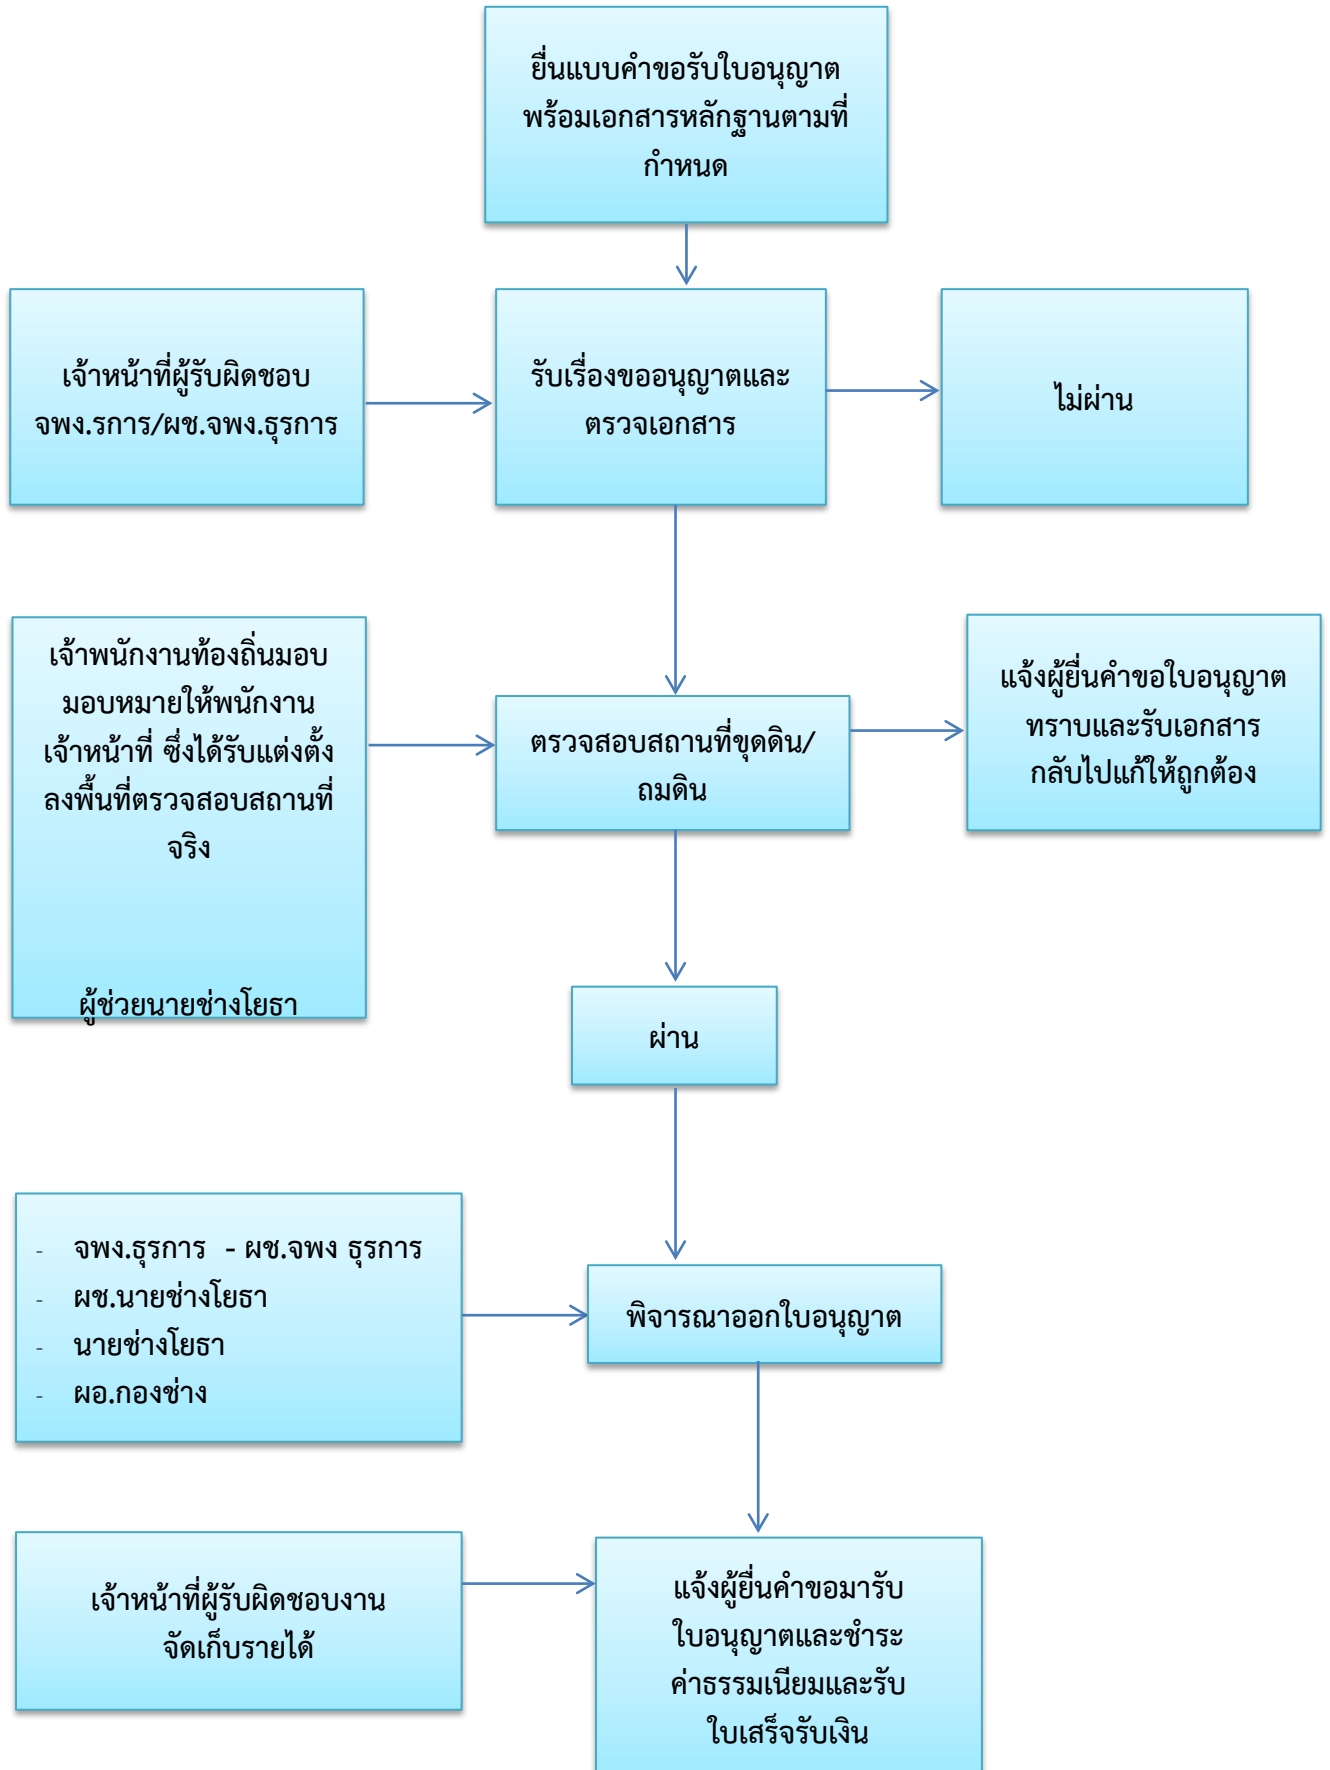 ยื่นแบบคำขอรับใบอนุญาต
พร้อมเอกสารหลักฐานตามที่
กำหนด
เจ้าหน้าที่ผู้รับผิดชอบ
จพง.รการ/ผช.จพง.ธุรการ
รับเรื่องขออนุญาตและ
ตรวจเอกสาร
ไม่ผ่าน
เจ้าพนักงานท้องถิ่นมอบ
มอบหมายให้พนักงาน
เจ้าหน้าที่ ซึ่งได้รับแต่งตั้ง
ลงพื้นที่ตรวจสอบสถานที่
จริง
ผู้ช่วยนายช่างโยธา
ตรวจสอบสถานที่ขุดดิน/
ถมดิน
แจ้งผู้ยื่นคำขอใบอนุญาต
ทราบและรับเอกสาร
กลับไปแก้ให้ถูกต้อง
ผ่าน
- จพง.ธุรการ - ผช.จพง ธุรการ
- ผช.นายช่างโยธา
- นายช่างโยธา
- ผอ.กองช่าง
พิจารณาออกใบอนุญาต
เจ้าหน้าที่ผู้รับผิดชอบงาน
จัดเก็บรายได้
แจ้งผู้ยื่นคำขอมารับ
ใบอนุญาตและชำระ
ค่าธรรมเนียมและรับ
ใบเสร็จรับเงิน